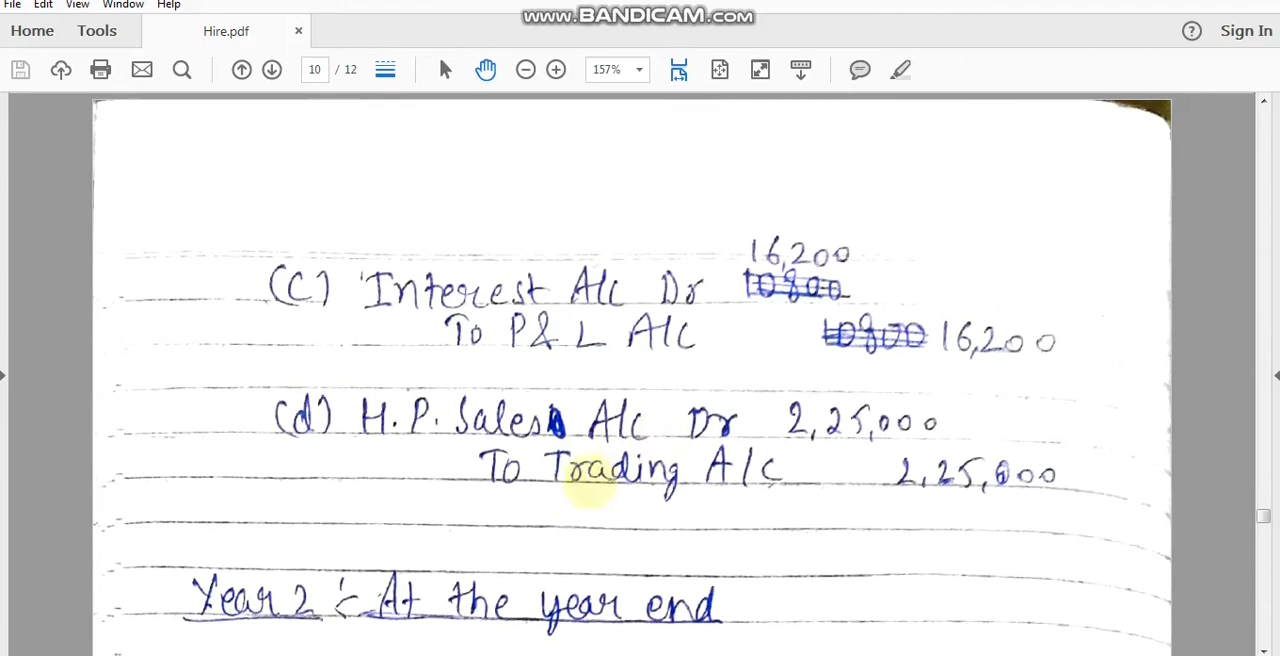 File Edit View Window Help
www.BANDICAM.com
Home Tools Hire.pdf × ? Sign In
10 / 12 157%
16,200
(C) Interest A/c Dr 10800
To P & L A/C 10800 16,200
(d) H.P. Sales A/c Dr 2,25,000
To Trading A/C 2,25,000
Year 2 :- At the year end